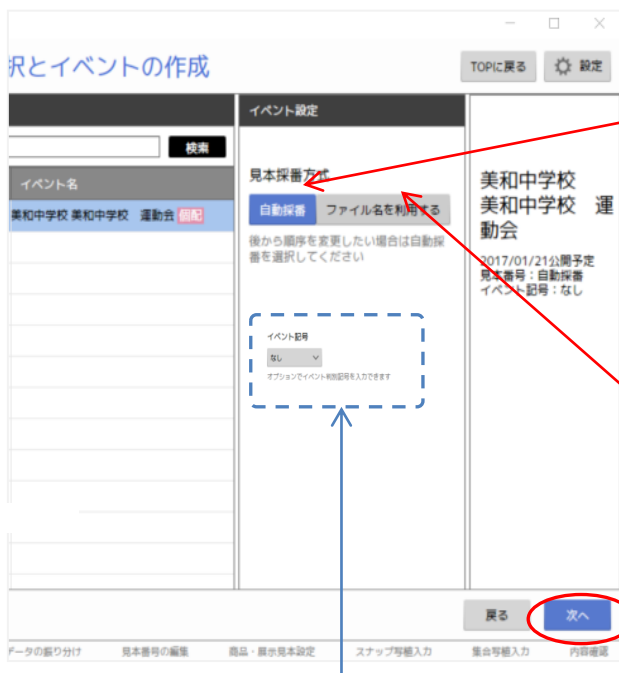 択とイベントの作成
TOPに戻る
設定
検索
イベント名
美和中学校 美和中学校 運動会 個配
イベント設定
見本採番方式
自動採番
ファイル名を利用する
後から順序を変更したい場合は自動採
番を選択してください
イベント記号
なし
オプションでイベント判別記号を入力できます
美和中学校
美和中学校 運
動会
2017/01/21公開予定
見本番号:自動採番
イベント記号:なし
戻る
次へ
データの振り分け
見本番号の編集
商品・展示見本設定
スナップ写植入力
集合写植入力
内容確認